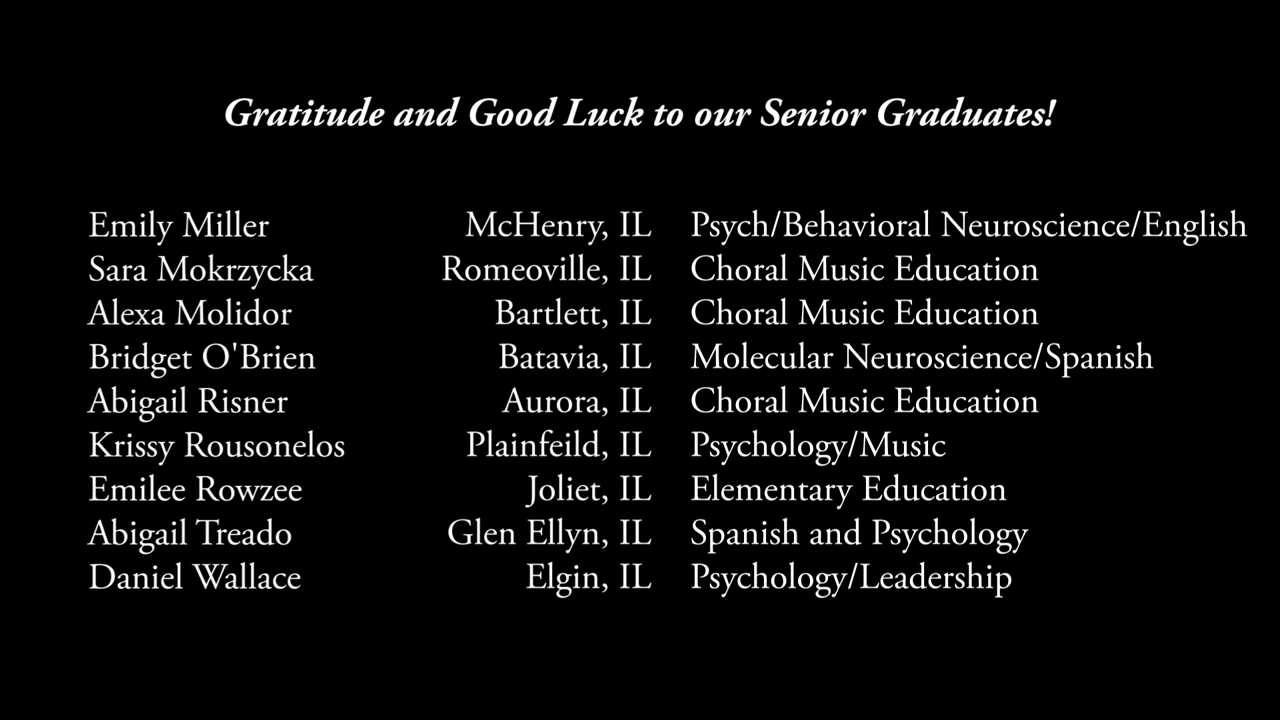 Gratitude and Good Luck to our Senior Graduates!
Emily Miller McHenry, IL Psych/Behavioral Neuroscience/English
Sara Mokrzycka Romeoville, IL Choral Music Education
Alexa Molidor Bartlett, IL Choral Music Education
Bridget O'Brien Batavia, IL Molecular Neuroscience/Spanish
Abigail Risner Aurora, IL Choral Music Education
Krissy Rousonelos Plainfeild, IL Psychology/Music
Emilee Rowzee Joliet, IL Elementary Education
Abigail Treado Glen Ellyn, IL Spanish and Psychology
Daniel Wallace Elgin, IL Psychology/Leadership